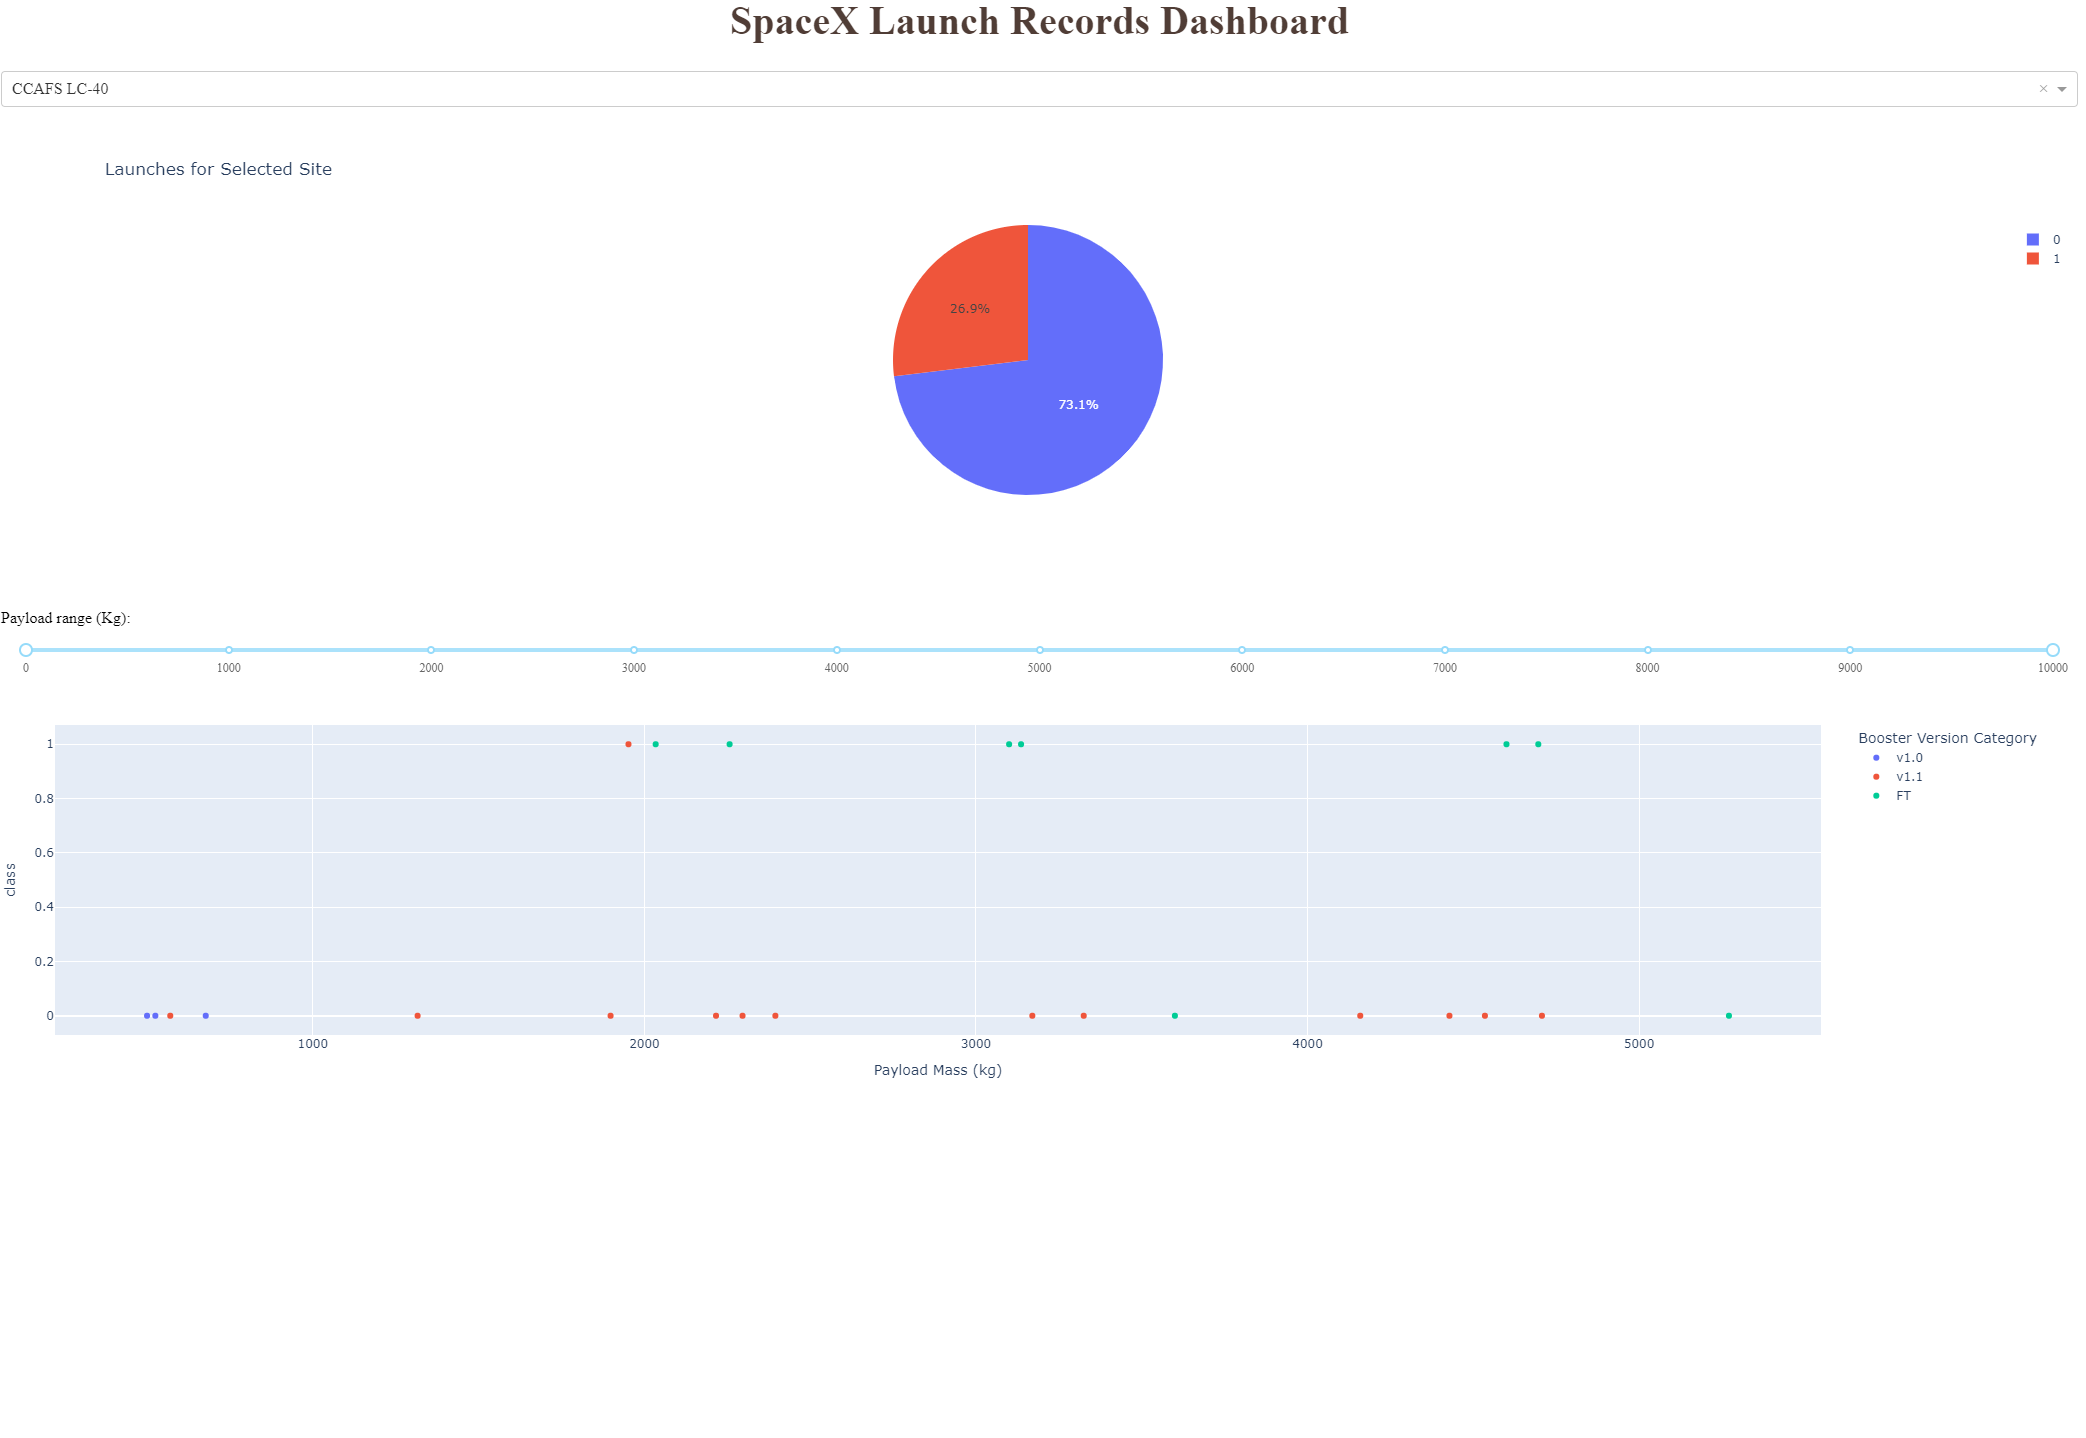 SpaceX Launch Records Dashboard
CCAFS LC-40
×
Launches for Selected Site
0
1
26.9%
73.1%
Payload range (Kg):
0 1000 2000 3000 4000 5000 6000 7000 8000 9000 10000
Booster Version Category
v1.0
v1.1
FT
class
1
0.8
0.6
0.4
0.2
0
1000 2000 3000 4000 5000
Payload Mass (kg)